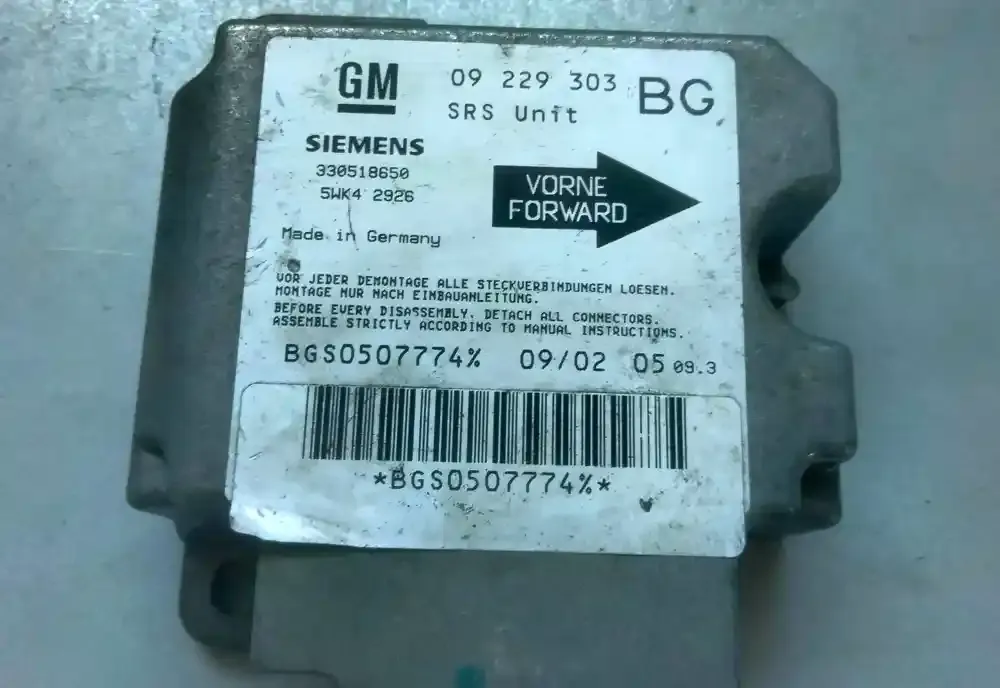 GM 09 229 303 BG
SRS Unit
SIEMENS
330518650
5WK4 2926
VORNE
FORWARD
Made in Germany
VOR JEDER DEMONTAGE ALLE STECKVERBINDUNGEN LOESEN.
MONTAGE NUR NACH EINBAUANLEITUNG.
BEFORE EVERY DISASSEMBLY, DETACH ALL CONNECTORS.
ASSEMBLE STRICTLY ACCORDING TO MANUAL INSTRUCTIONS.
BGS0507774% 09/02 05 09.3
*BGS0507774%*